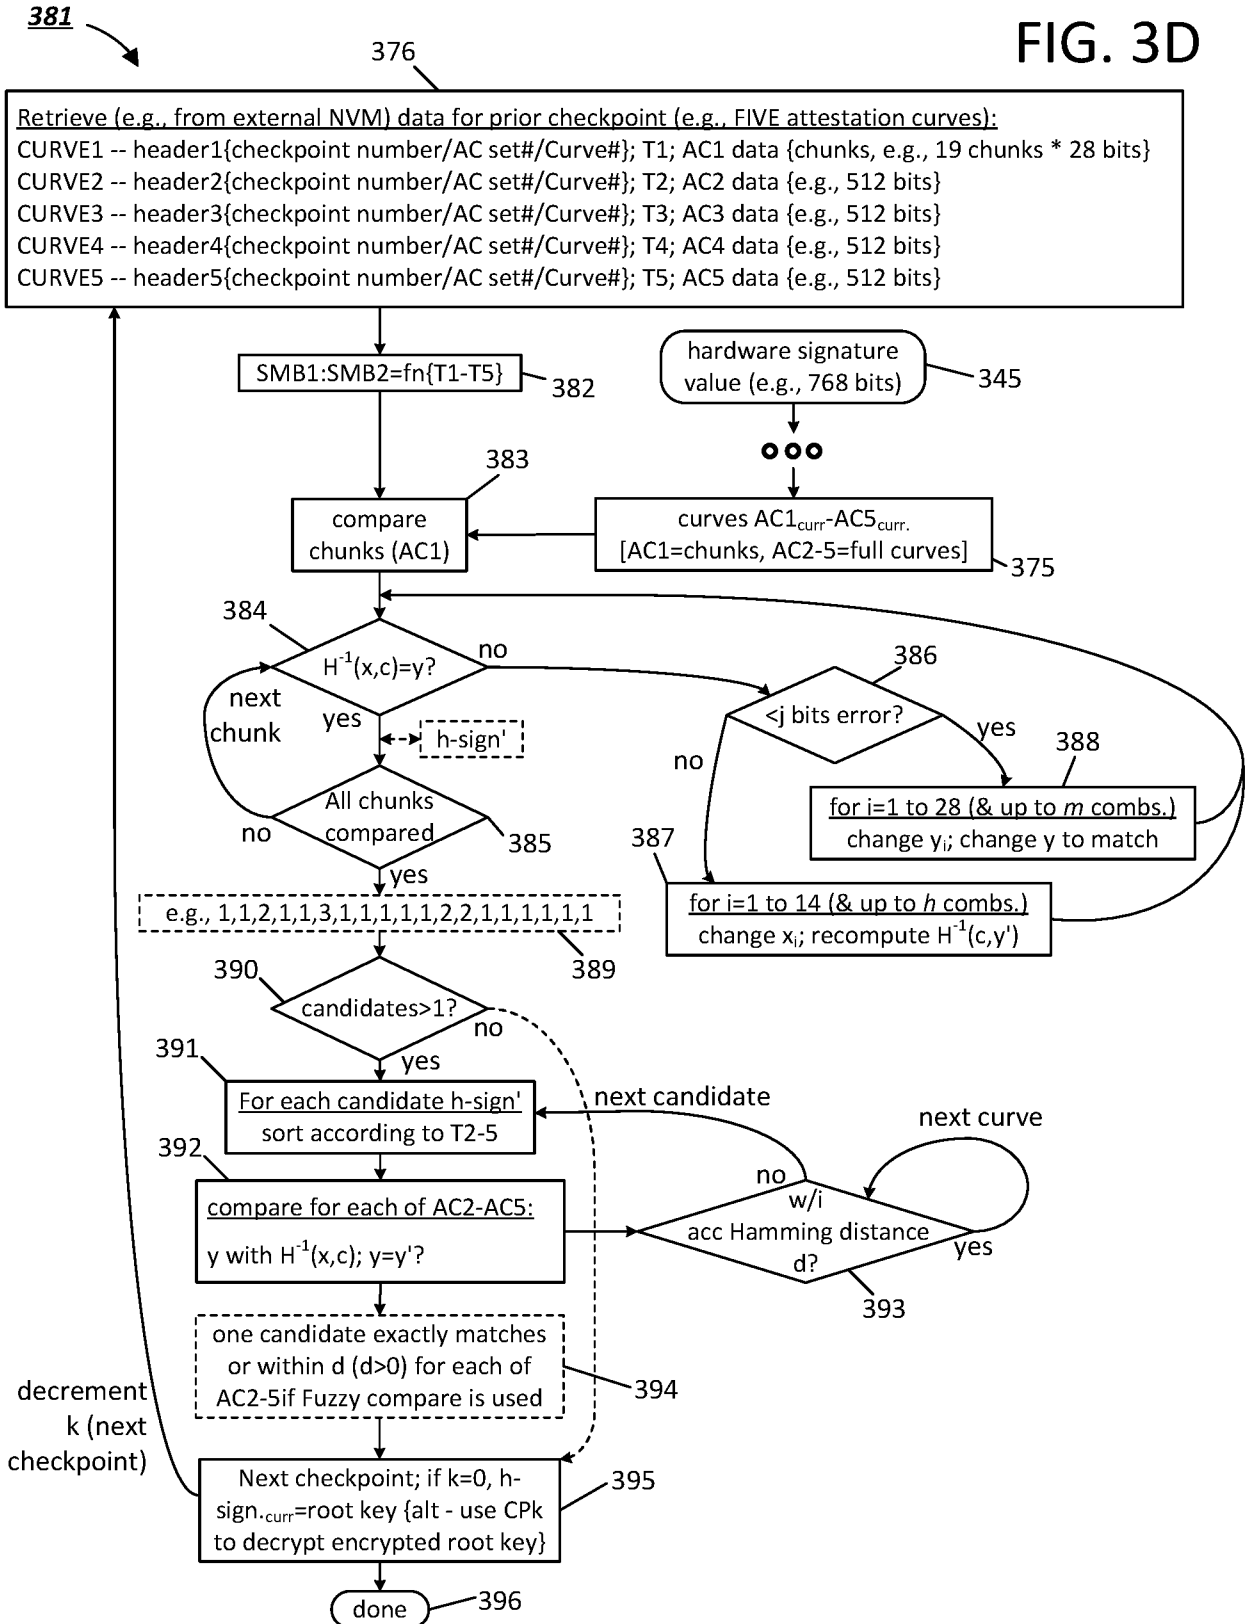 381
FIG. 3D
376
Retrieve (e.g., from external NVM) data for prior checkpoint (e.g., FIVE attestation curves):
CURVE1 -- header1{checkpoint number/AC set#/Curve#}; T1; AC1 data {chunks, e.g., 19 chunks * 28 bits}
CURVE2 -- header2{checkpoint number/AC set#/Curve#}; T2; AC2 data {e.g., 512 bits}
CURVE3 -- header3{checkpoint number/AC set#/Curve#}; T3; AC3 data {e.g., 512 bits}
CURVE4 -- header4{checkpoint number/AC set#/Curve#}; T4; AC4 data {e.g., 512 bits}
CURVE5 -- header5{checkpoint number/AC set#/Curve#}; T5; AC5 data {e.g., 512 bits}
SMB1:SMB2=fn{T1-T5}
382
hardware signature
value (e.g., 768 bits)
345
383
compare
chunks (AC1)
curves AC1curr-AC5curr.
[AC1=chunks, AC2-5=full curves]
375
384
H-1(x,c)=y?
no
next
chunk
yes
h-sign'
386
<j bits error?
yes
no
388
for i=1 to 28 (& up to m combs.)
change yi; change y to match
All chunks
compared
no
385
yes
387
for i=1 to 14 (& up to h combs.)
change xi; recompute H-1(c,y')
e.g., 1,1,2,1,1,3,1,1,1,1,1,2,2,1,1,1,1,1,1
389
390
candidates>1?
no
yes
391
For each candidate h-sign'
sort according to T2-5
next candidate
next curve
392
compare for each of AC2-AC5:
y with H-1(x,c); y=y'?
no
w/i
acc Hamming distance
d?
yes
393
one candidate exactly matches
or within d (d>0) for each of
AC2-5if Fuzzy compare is used
394
decrement
k (next
checkpoint)
Next checkpoint; if k=0, h-
sign.curr=root key {alt - use CPk
to decrypt encrypted root key}
395
done
396